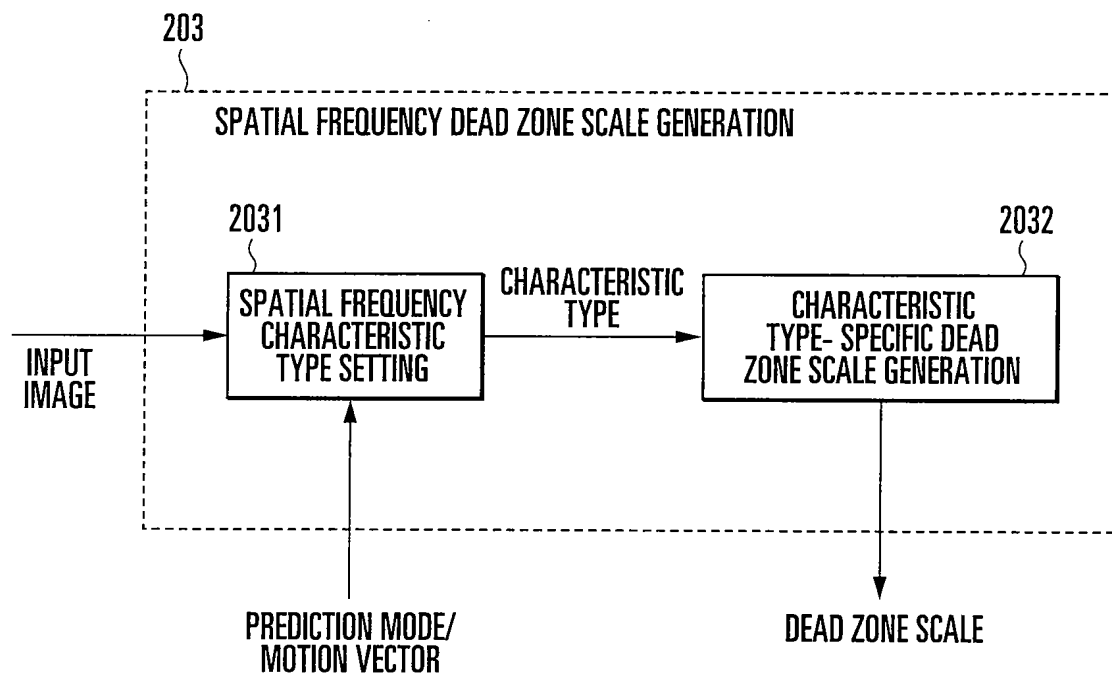 203
SPATIAL FREQUENCY DEAD ZONE SCALE GENERATION
2031
SPATIAL FREQUENCY
CHARACTERISTIC
TYPE SETTING
CHARACTERISTIC
TYPE
2032
CHARACTERISTIC
TYPE- SPECIFIC DEAD
ZONE SCALE GENERATION
INPUT
IMAGE
PREDICTION MODE/
MOTION VECTOR
DEAD ZONE SCALE